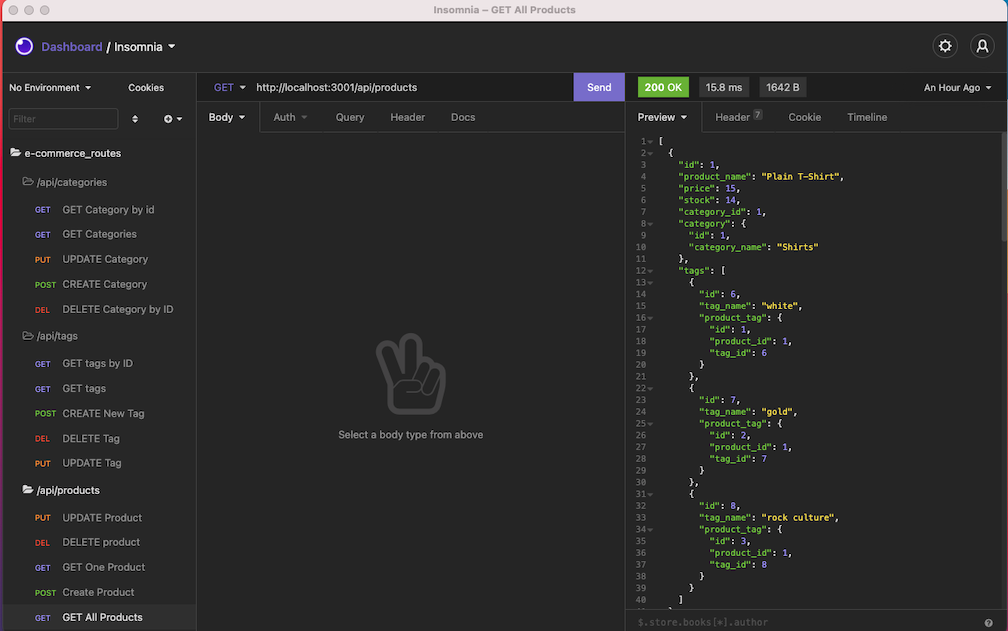 Insomnia – GET All Products
Dashboard / Insomnia
No Environment
Cookies
Filter
e-commerce_routes
/api/categories
GET GET Category by id
GET GET Categories
PUT UPDATE Category
POST CREATE Category
DEL DELETE Category by ID
/api/tags
GET GET tags by ID
GET GET tags
POST CREATE New Tag
DEL DELETE Tag
PUT UPDATE Tag
/api/products
PUT UPDATE Product
DEL DELETE product
GET GET One Product
POST Create Product
GET GET All Products
GET http://localhost:3001/api/products Send
Body Auth Query Header Docs
Select a body type from above
200 OK 15.8 ms 1642 B An Hour Ago
Preview Header 7 Cookie Timeline
1 [
2 {
3 "id": 1,
4 "product_name": "Plain T-Shirt",
5 "price": 15,
6 "stock": 14,
7 "category_id": 1,
8 "category": {
9 "id": 1,
10 "category_name": "Shirts"
11 },
12 "tags": [
13 {
14 "id": 6,
15 "tag_name": "white",
16 "product_tag": {
17 "id": 1,
18 "product_id": 1,
19 "tag_id": 6
20 }
21 },
22 {
23 "id": 7,
24 "tag_name": "gold",
25 "product_tag": {
26 "id": 2,
27 "product_id": 1,
28 "tag_id": 7
29 }
30 },
31 {
32 "id": 8,
33 "tag_name": "rock culture",
34 "product_tag": {
35 "id": 3,
36 "product_id": 1,
37 "tag_id": 8
38 }
39 }
40 ]
$.store.books[*].author